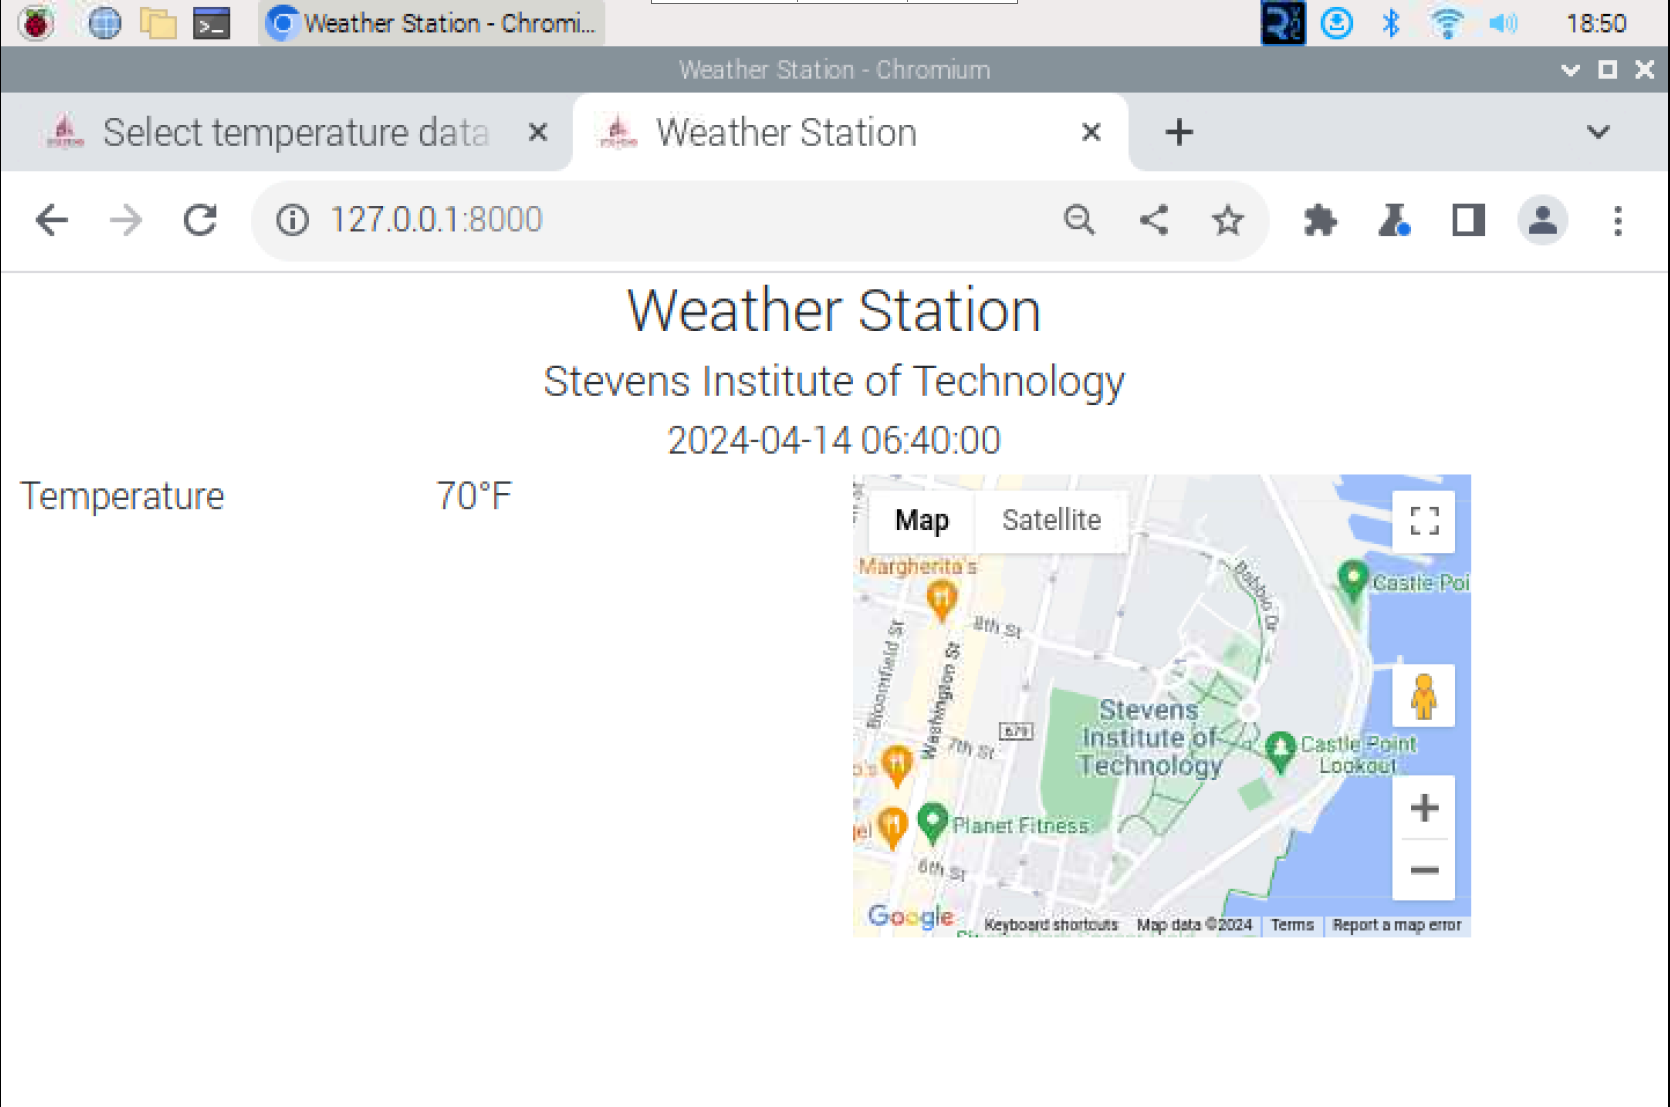 Weather Station - Chromi...
18:50
Weather Station - Chromium
Select temperature data
Weather Station
127.0.0.1:8000
Weather Station
Stevens Institute of Technology
2024-04-14 06:40:00
Temperature 70°F
Map Satellite
Margherita's
Castle Poi
Babbio Dr
8th St
Bloomfield St
Washington St
Stevens
Institute of
Technology
679
7th St
Castle Point
Lookout
o's
el
Planet Fitness
6th St
Google
Keyboard shortcuts Map data ©2024 Terms Report a map error